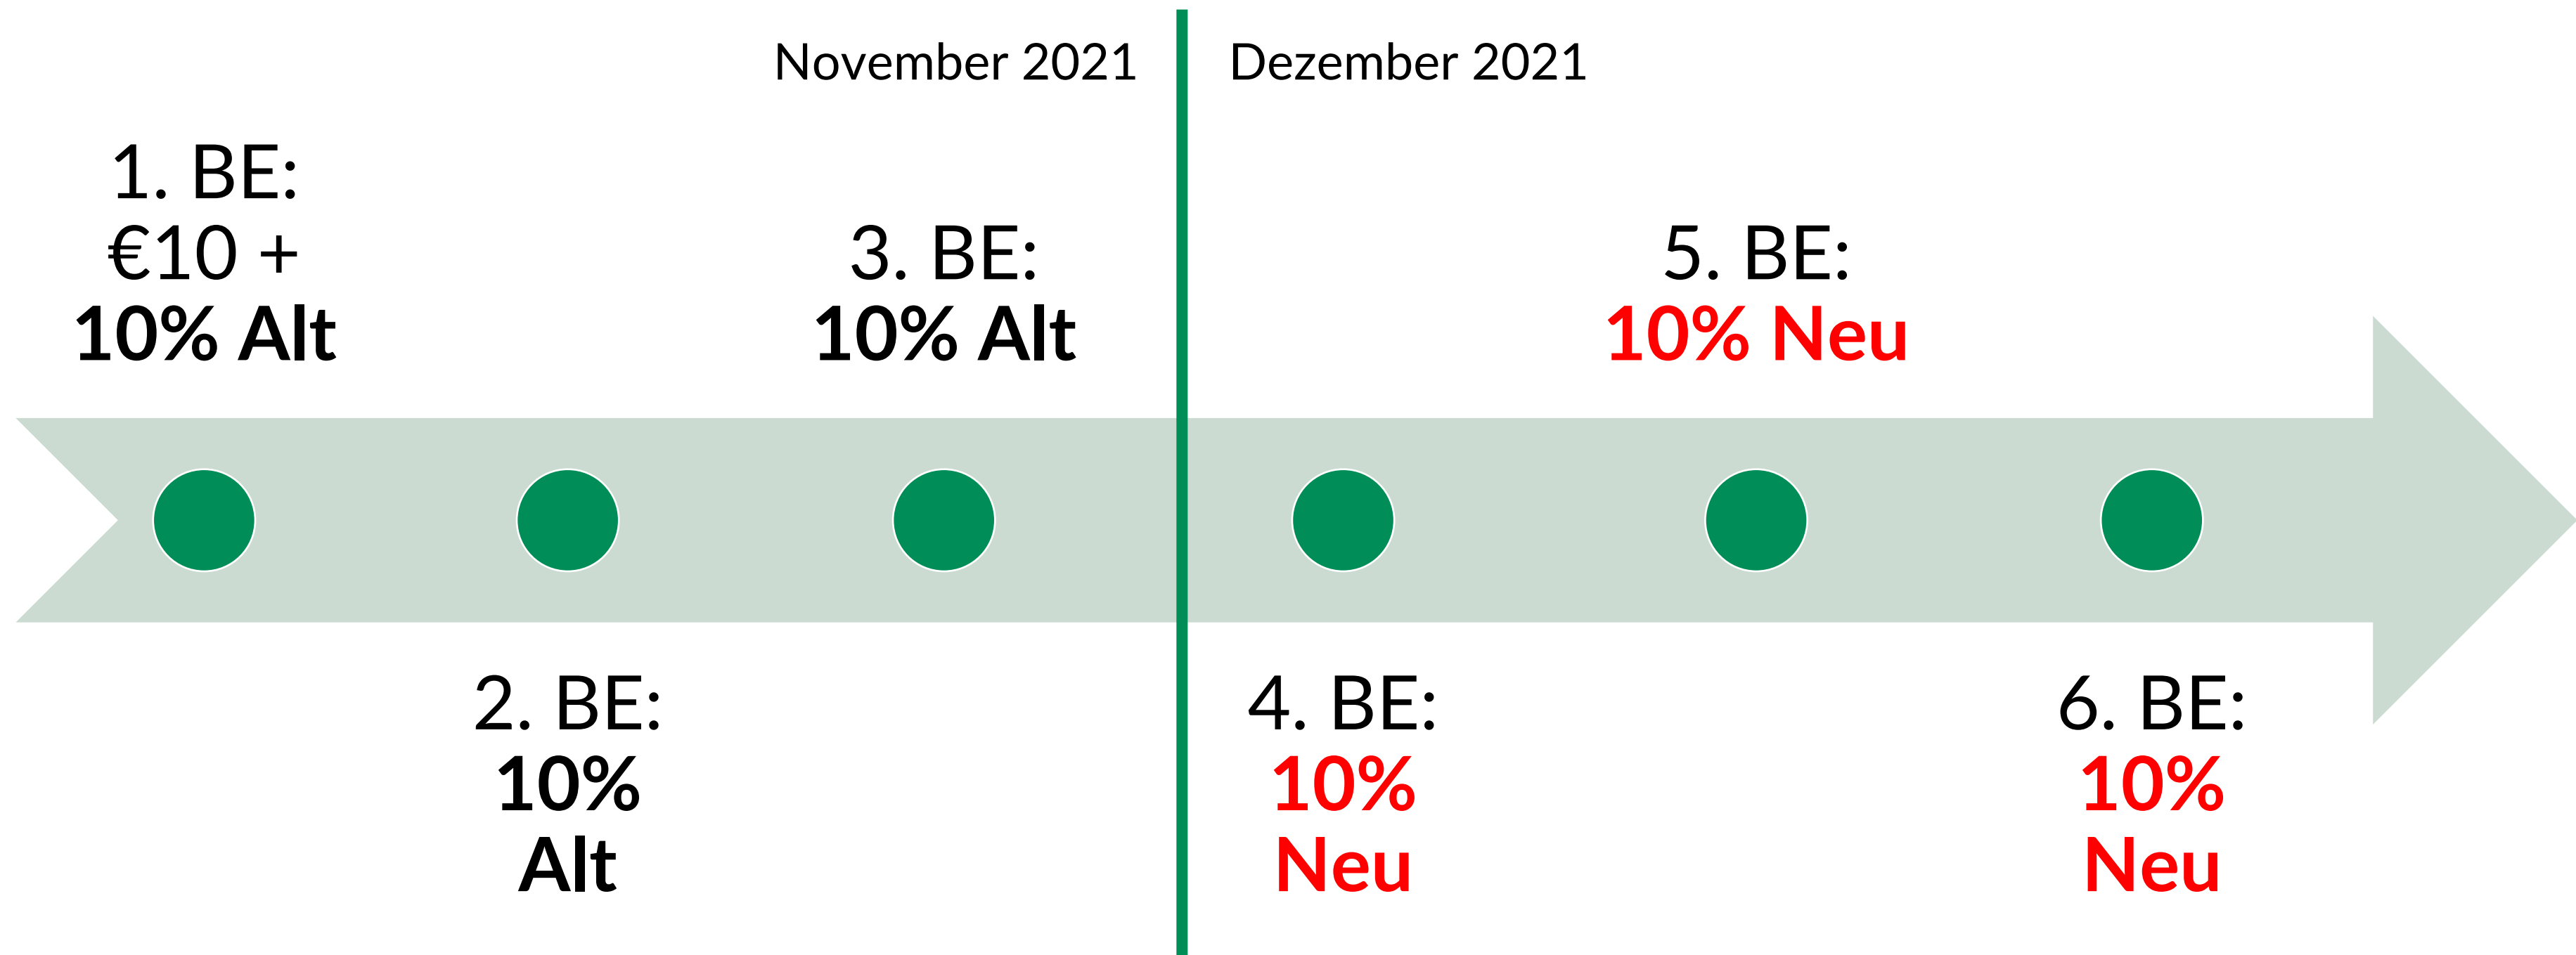 November 2021
Dezember 2021
1. BE:
€10 +
10% Alt
2. BE:
10%
Alt
3. BE:
10% Alt
4. BE:
10%
Neu
5. BE:
10% Neu
6. BE:
10%
Neu